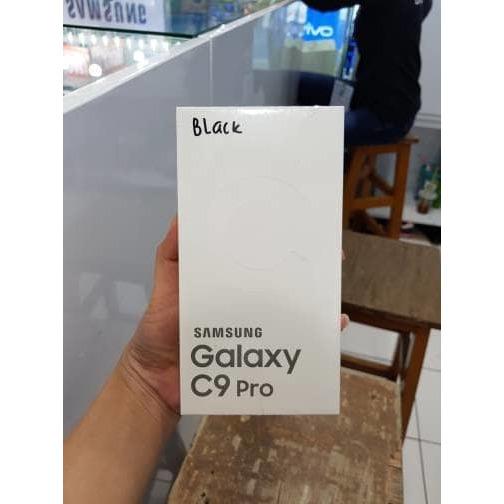 SAMSUNG
vivo
BLack
SAMSUNG
Galaxy
C9 Pro